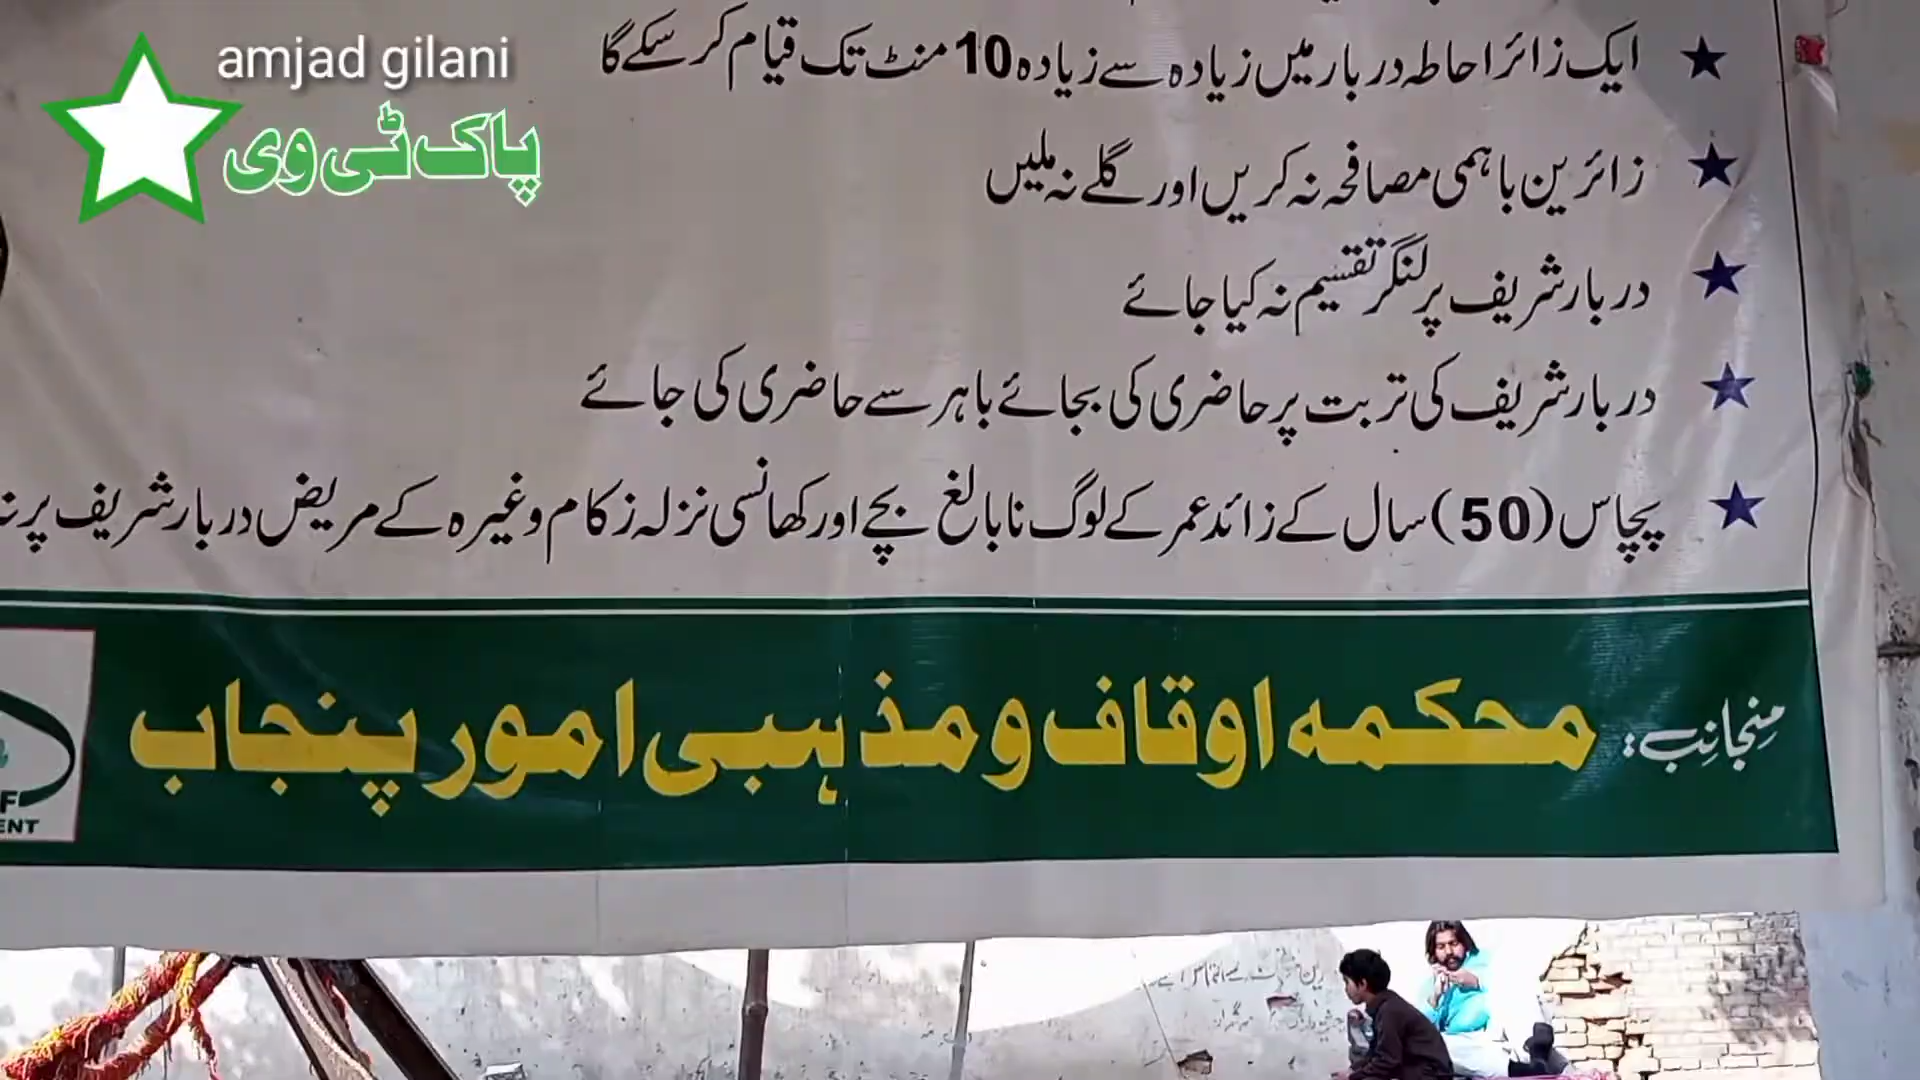 amjad gilani
پاک ٹی وی
ایک زائر احاطہ دربار میں زیادہ سے زیادہ 10 منٹ تک قیام کر سکے گا
زائرین باہمی مصافحہ نہ کریں اور گلے نہ ملیں
دربار شریف پر لنگر تقسیم نہ کیا جائے
دربار شریف کی تربت پر حاضری کی بجائے باہر سے حاضری کی جائے
پچاس (50) سال کے زائد عمر کے لوگ نابالغ بچے اور کھانسی نزلہ زکام وغیرہ کے مریض دربار شریف پر
منجانب: محکمہ اوقاف و مذہبی امور پنجاب